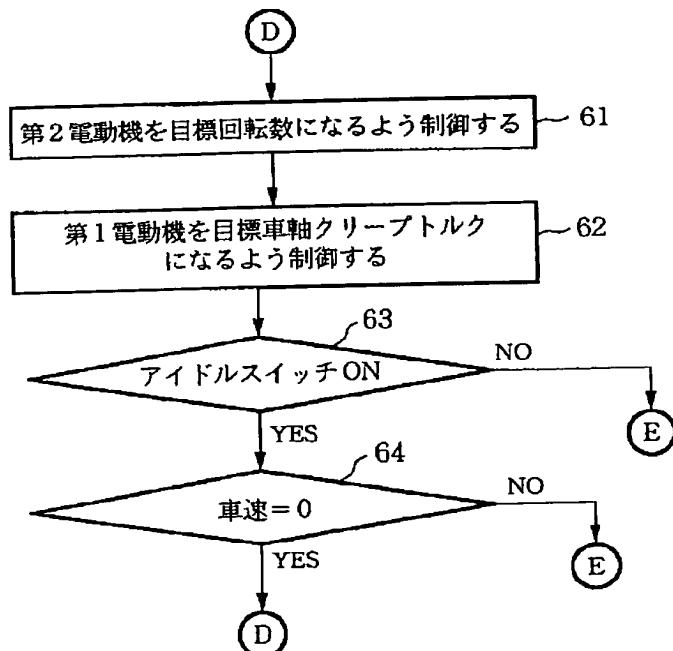 D
第2電動機を目標回転数になるよう制御する
61
第1電動機を目標車軸クリープトルク
になるよう制御する
62
63
アイドルスイッチON
NO
E
YES
64
車速=0
NO
E
YES
D